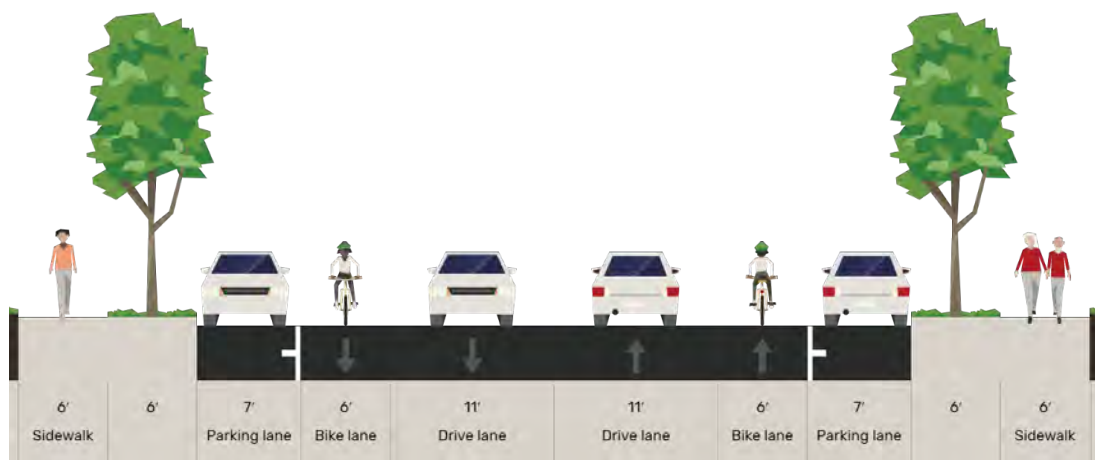 6′ 6′ 7′ 6′ 11′ 11′ 6′ 7′ 6′ 6′
Sidewalk Parking lane Bike lane Drive lane Drive lane Bike lane Parking lane Sidewalk